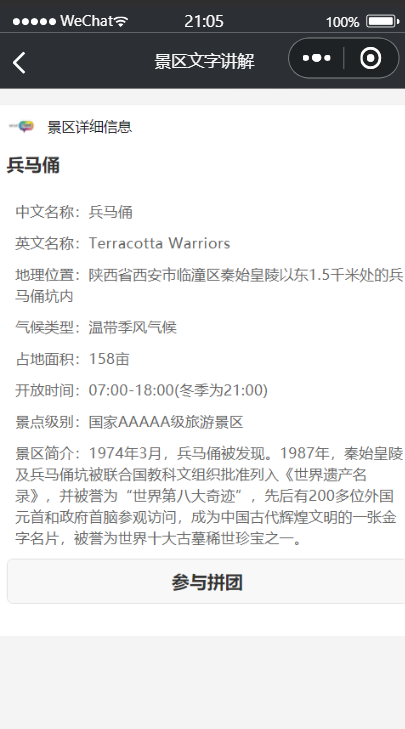 WeChat 21:05 100%
景区文字讲解
景区详细信息
兵马俑
中文名称：兵马俑
英文名称：Terracotta Warriors
地理位置：陕西省西安市临潼区秦始皇陵以东1.5千米处的兵
马俑坑内
气候类型：温带季风气候
占地面积：158亩
开放时间：07:00-18:00(冬季为21:00)
景点级别：国家AAAAA级旅游景区
景区简介：1974年3月，兵马俑被发现。1987年，秦始皇陵
及兵马俑坑被联合国教科文组织批准列入《世界遗产名
录》，并被誉为“世界第八大奇迹”，先后有200多位外国
元首和政府首脑参观访问，成为中国古代辉煌文明的一张金
字名片，被誉为世界十大古墓稀世珍宝之一。
参与拼团